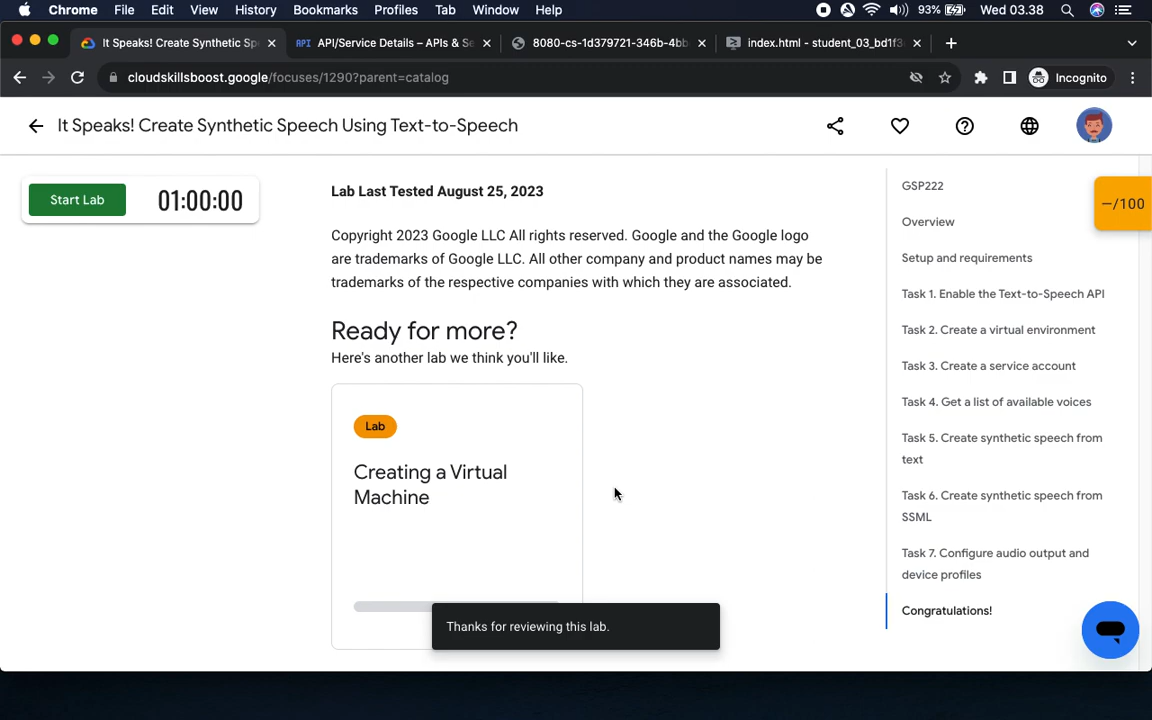 Chrome File Edit View History Bookmarks Profiles Tab Window Help 93% Wed 03.38
It Speaks! Create Synthetic Sp
API API/Service Details – APIs & Se
8080-cs-1d379721-346b-4bb
index.html - student_03_bd1f3
cloudskillsboost.google/focuses/1290?parent=catalog
Incognito
It Speaks! Create Synthetic Speech Using Text-to-Speech
Start Lab
01:00:00
Lab Last Tested August 25, 2023
Copyright 2023 Google LLC All rights reserved. Google and the Google logo
are trademarks of Google LLC. All other company and product names may be
trademarks of the respective companies with which they are associated.
Ready for more?
Here's another lab we think you'll like.
Lab
Creating a Virtual
Machine
Thanks for reviewing this lab.
GSP222
Overview
Setup and requirements
Task 1. Enable the Text-to-Speech API
Task 2. Create a virtual environment
Task 3. Create a service account
Task 4. Get a list of available voices
Task 5. Create synthetic speech from
text
Task 6. Create synthetic speech from
SSML
Task 7. Configure audio output and
device profiles
Congratulations!
—/100